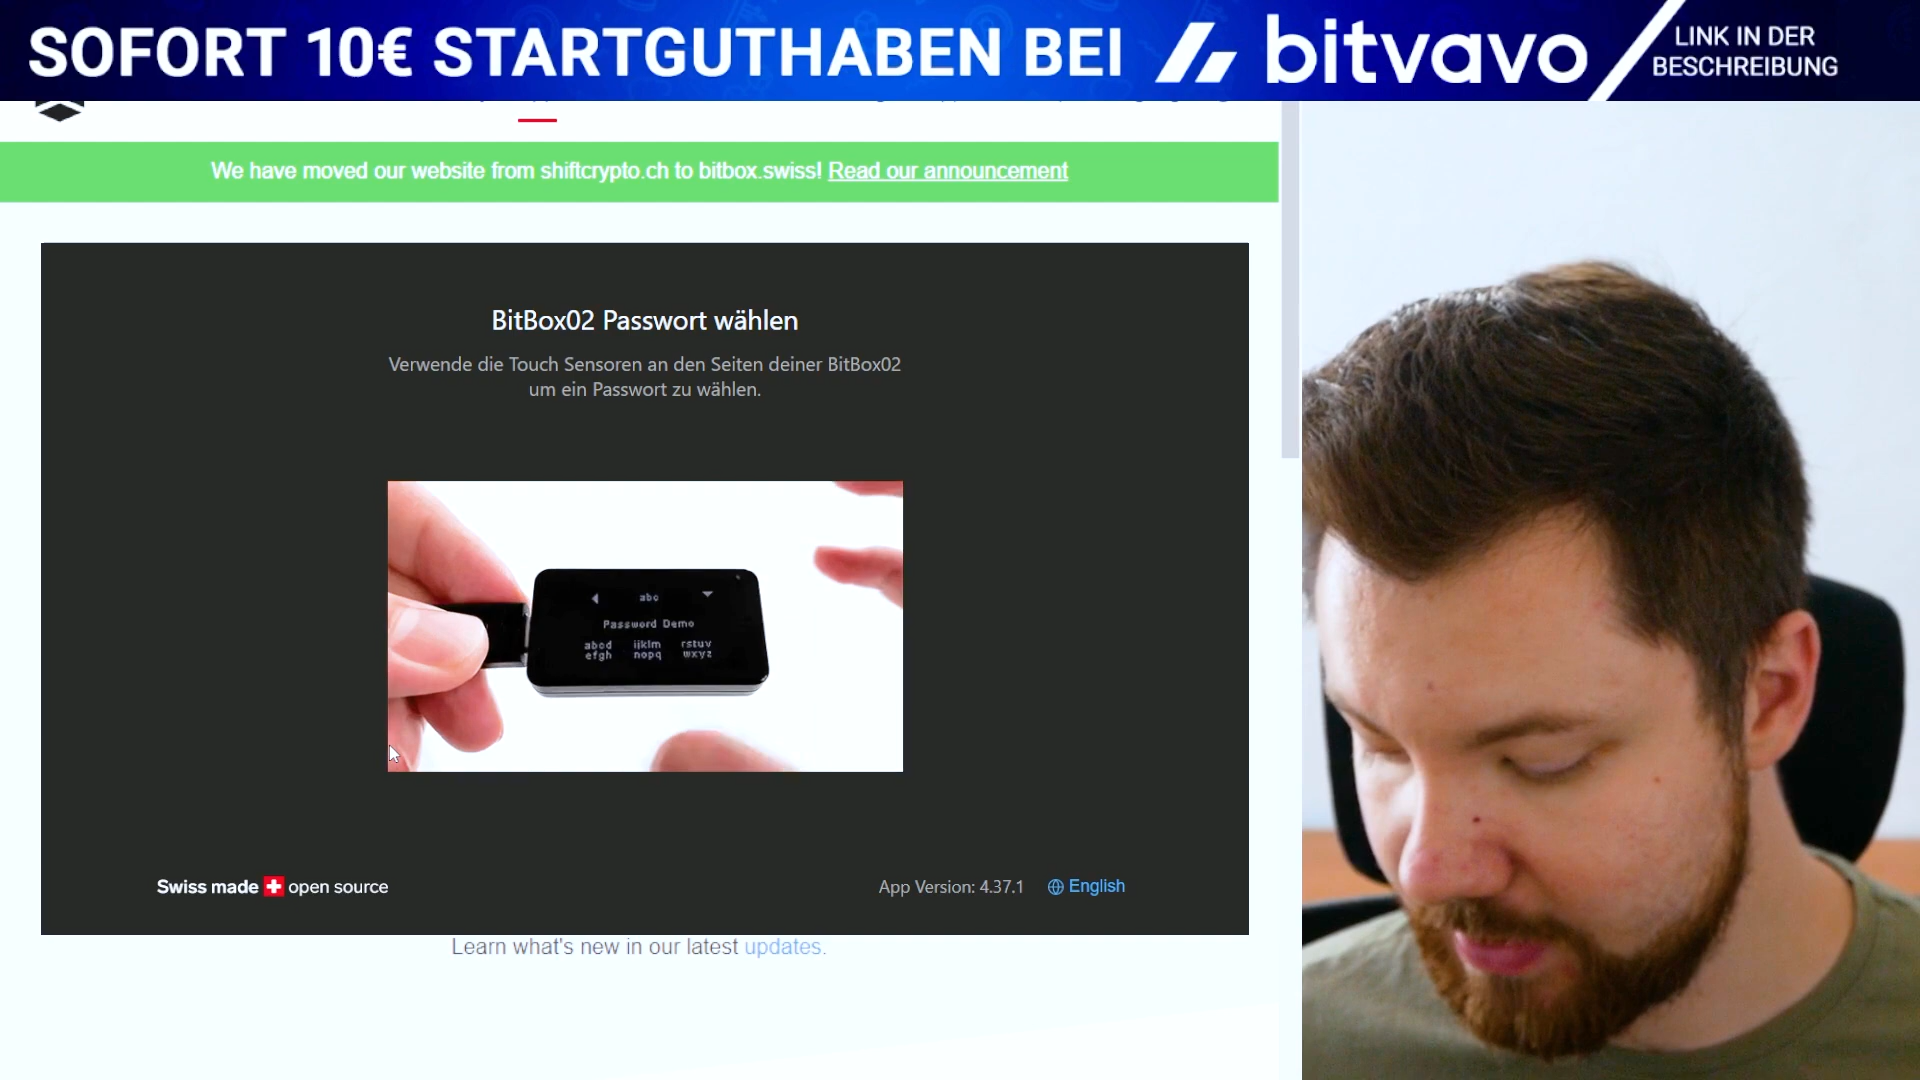 SOFORT 10€ STARTGUTHABEN BEI bitvavo
LINK IN DER
BESCHREIBUNG
We have moved our website from shiftcrypto.ch to bitbox.swiss! Read our announcement
BitBox02 Passwort wählen
Verwende die Touch Sensoren an den Seiten deiner BitBox02
um ein Passwort zu wählen.
abc
Password Demo
abcd ijklm rstuv
efgh nopq wxyz
Swiss made open source
App Version: 4.37.1 English
Learn what's new in our latest updates.